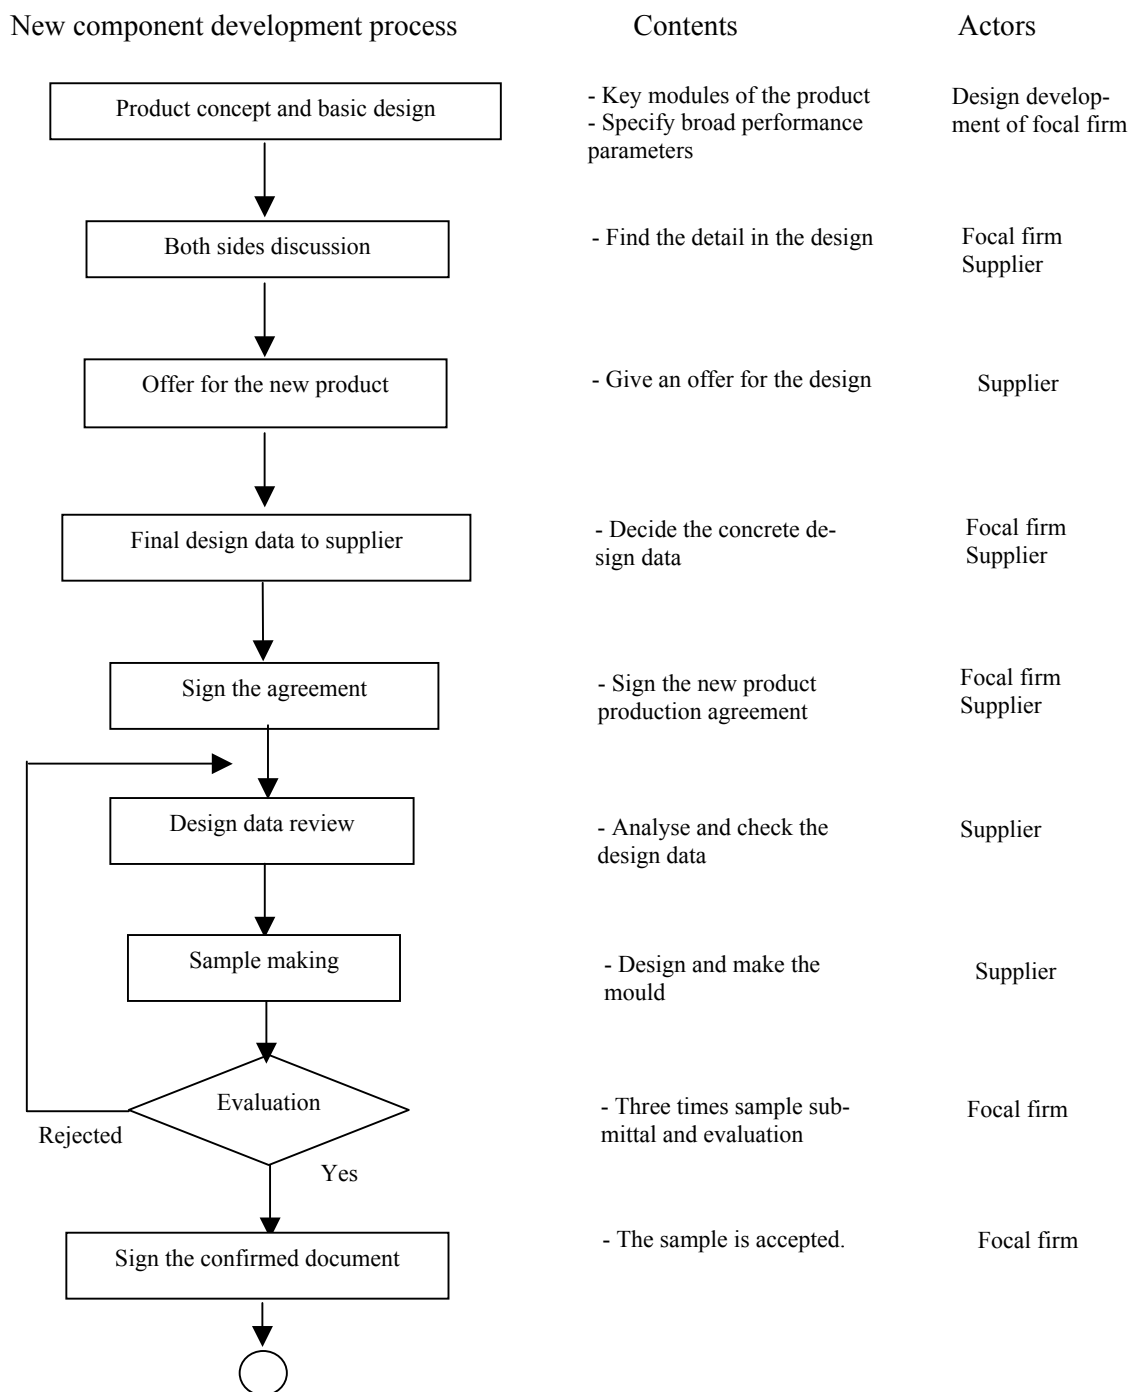 New component development process Contents Actors
Product concept and basic design
- Key modules of the product
- Specify broad performance
parameters
Design develop-
ment of focal firm
Both sides discussion
- Find the detail in the design
Focal firm
Supplier
Offer for the new product
- Give an offer for the design
Supplier
Final design data to supplier
- Decide the concrete de-
sign data
Focal firm
Supplier
Sign the agreement
- Sign the new product
production agreement
Focal firm
Supplier
Design data review
- Analyse and check the
design data
Supplier
Sample making
- Design and make the
mould
Supplier
Evaluation
- Three times sample sub-
mittal and evaluation
Focal firm
Rejected
Yes
Sign the confirmed document
- The sample is accepted.
Focal firm